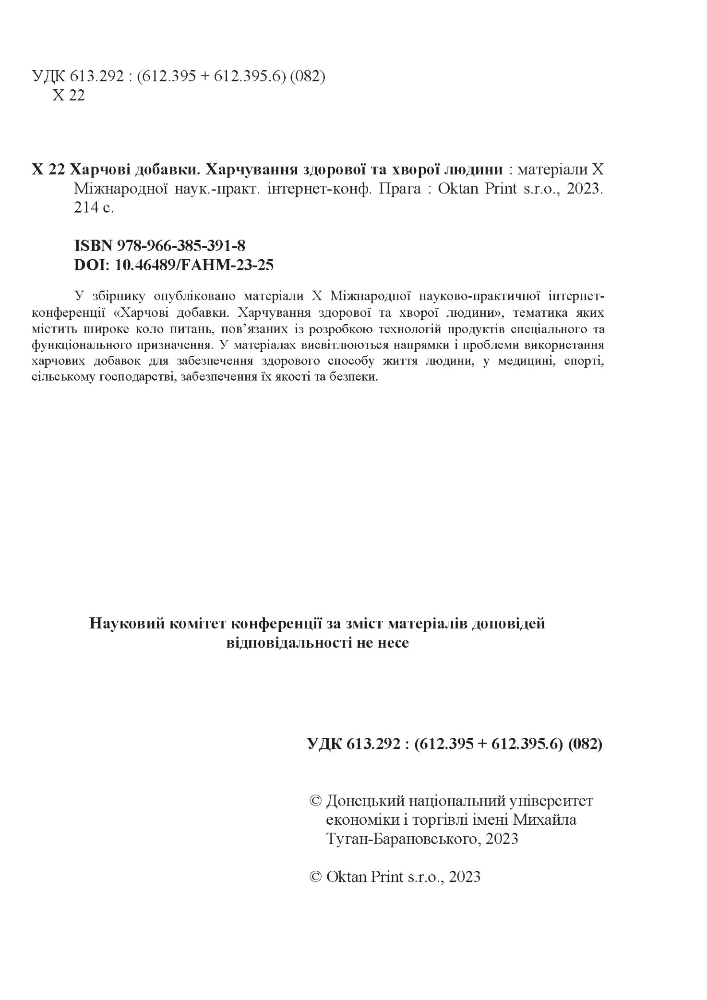 УДК 613.292 : (612.395 + 612.395.6) (082)
Х 22
Х 22 Харчові добавки. Харчування здорової та хворої людини : матеріали Х
Міжнародної наук.-практ. інтернет-конф. Прага : Oktan Print s.r.o., 2023.
214 с.
ISBN 978-966-385-391-8
DOI: 10.46489/FAHM-23-25
У збірнику опубліковано матеріали X Міжнародної науково-практичної інтернет-
конференції «Харчові добавки. Харчування здорової та хворої людини», тематика яких
містить широке коло питань, пов’язаних із розробкою технологій продуктів спеціального та
функціонального призначення. У матеріалах висвітлюються напрямки і проблеми використання
харчових добавок для забезпечення здорового способу життя людини, у медицині, спорті,
сільському господарстві, забезпечення їх якості та безпеки.
Науковий комітет конференції за зміст матеріалів доповідей
відповідальності не несе
УДК 613.292 : (612.395 + 612.395.6) (082)
© Донецький національний університет
економіки і торгівлі імені Михайла
Туган-Барановського, 2023
© Oktan Print s.r.o., 2023